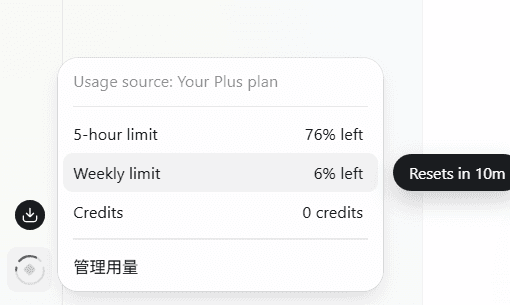 Usage source: Your Plus plan
5-hour limit 76% left
Weekly limit 6% left
Resets in 10m
Credits 0 credits
管理用量